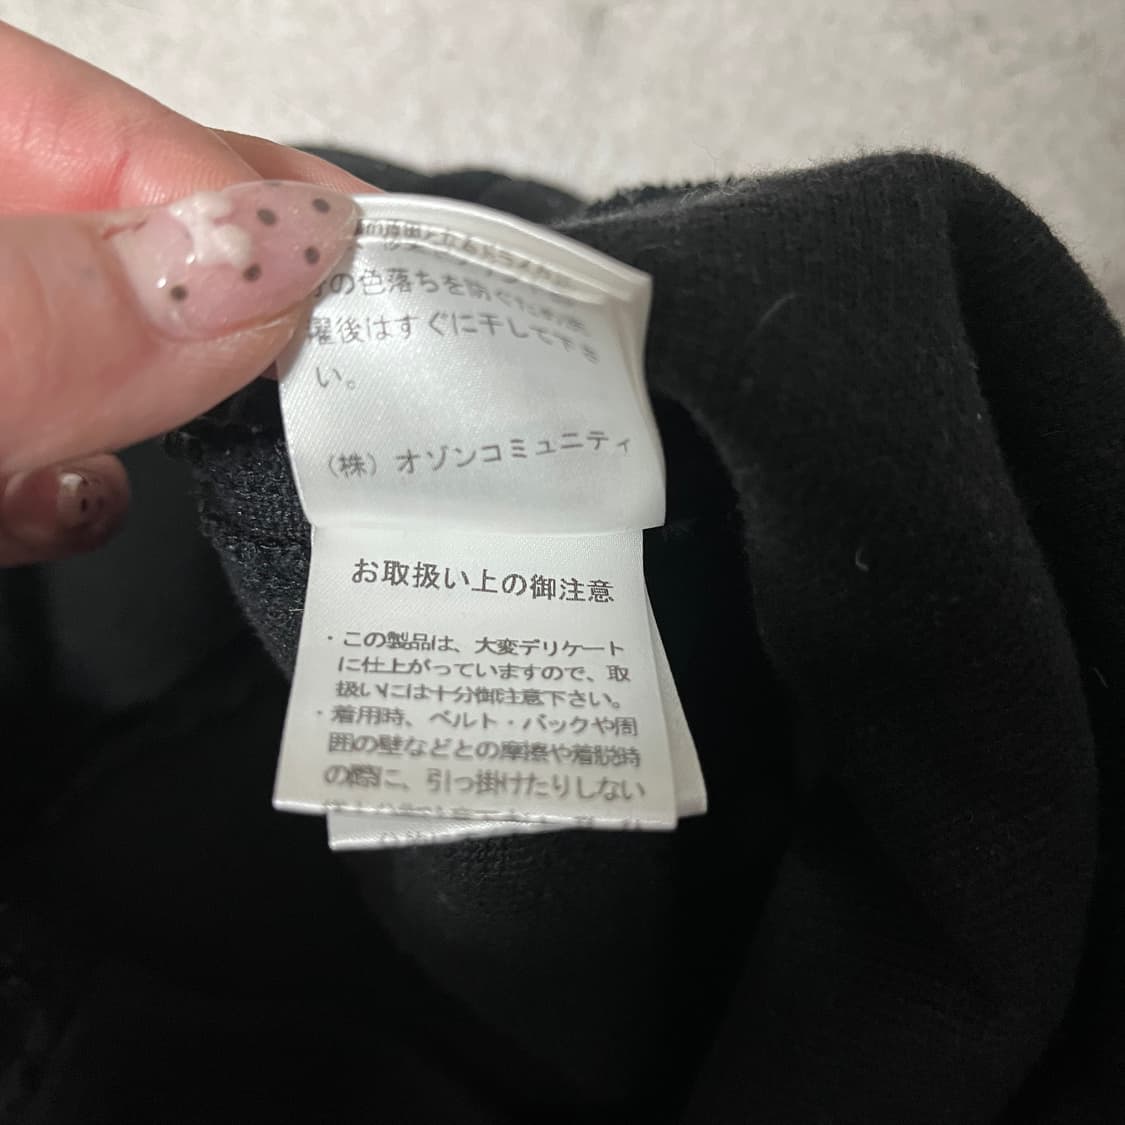 の色落ちを防ぐため、洗
濯後はすぐに干して下さ
い。
（株）オゾンコミュニティ
お取扱い上の御注意
・この製品は、大変デリケート
に仕上がっていますので、取
扱いには十分御注意下さい。
・着用時、ベルト・バックや周
囲の壁などとの摩擦や着脱時
の際に、引っ掛けたりしない